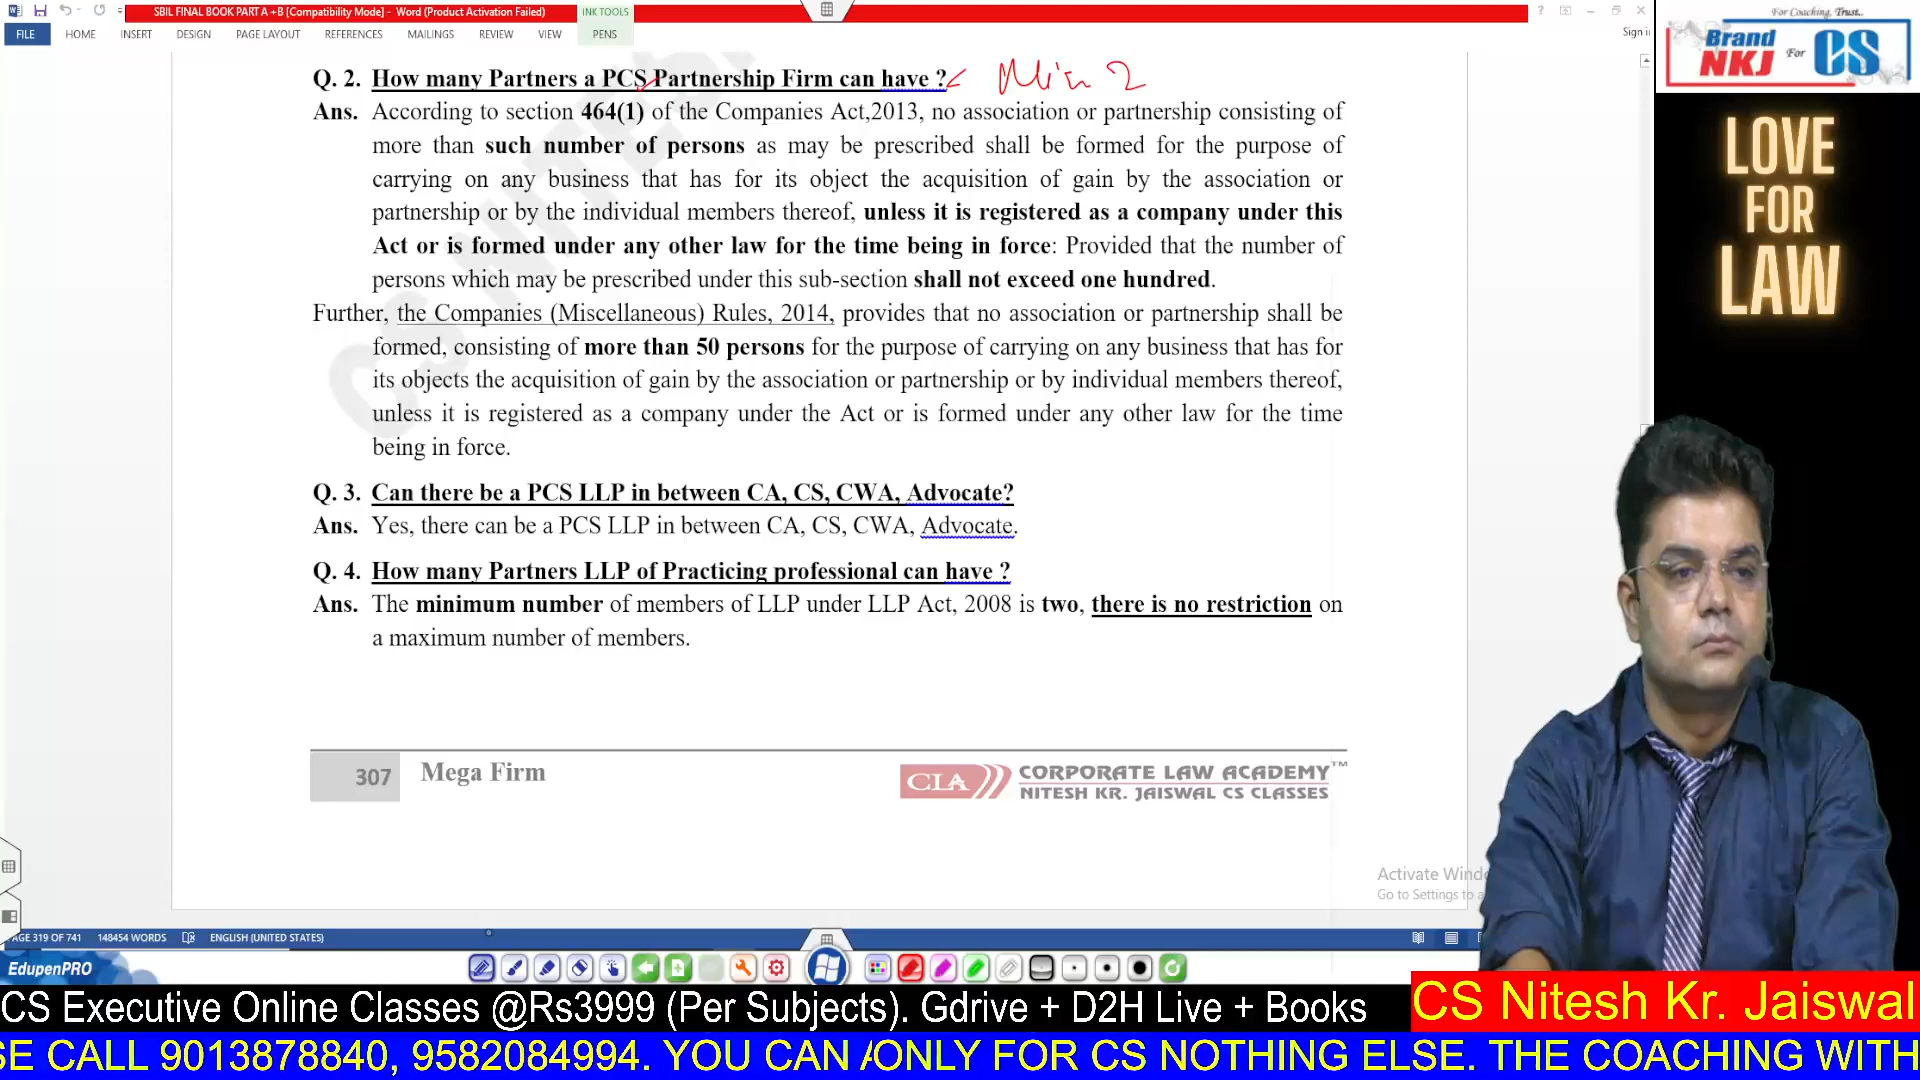 SBIL FINAL BOOK PART A +B [Compatibility Mode] - Word (Product Activation Failed)
INK TOOLS
FILE
HOME
INSERT
DESIGN
PAGE LAYOUT
REFERENCES
MAILINGS
REVIEW
VIEW
PENS
Sign i
For Coaching, Trust..
Brand
NKJ
For
CS
LOVE
FOR
LAW
Q. 2. How many Partners a PCS Partnership Firm can have ? Min 2
Ans. According to section 464(1) of the Companies Act,2013, no association or partnership consisting of
more than such number of persons as may be prescribed shall be formed for the purpose of
carrying on any business that has for its object the acquisition of gain by the association or
partnership or by the individual members thereof, unless it is registered as a company under this
Act or is formed under any other law for the time being in force: Provided that the number of
persons which may be prescribed under this sub-section shall not exceed one hundred.
Further, the Companies (Miscellaneous) Rules, 2014, provides that no association or partnership shall be
formed, consisting of more than 50 persons for the purpose of carrying on any business that has for
its objects the acquisition of gain by the association or partnership or by individual members thereof,
unless it is registered as a company under the Act or is formed under any other law for the time
being in force.
Q. 3. Can there be a PCS LLP in between CA, CS, CWA, Advocate?
Ans. Yes, there can be a PCS LLP in between CA, CS, CWA, Advocate.
Q. 4. How many Partners LLP of Practicing professional can have ?
Ans. The minimum number of members of LLP under LLP Act, 2008 is two, there is no restriction on
a maximum number of members.
307 Mega Firm
CLA
CORPORATE LAW ACADEMY™
NITESH KR. JAISWAL CS CLASSES
Activate Wind
Go to Settings to a
AGE 319 OF 741
148454 WORDS
ENGLISH (UNITED STATES)
EdupenPRO
CS Executive Online Classes @Rs3999 (Per Subjects). Gdrive + D2H Live + Books
CS Nitesh Kr. Jaiswal
SE CALL 9013878840, 9582084994. YOU CAN A
ONLY FOR CS NOTHING ELSE. THE COACHING WITH